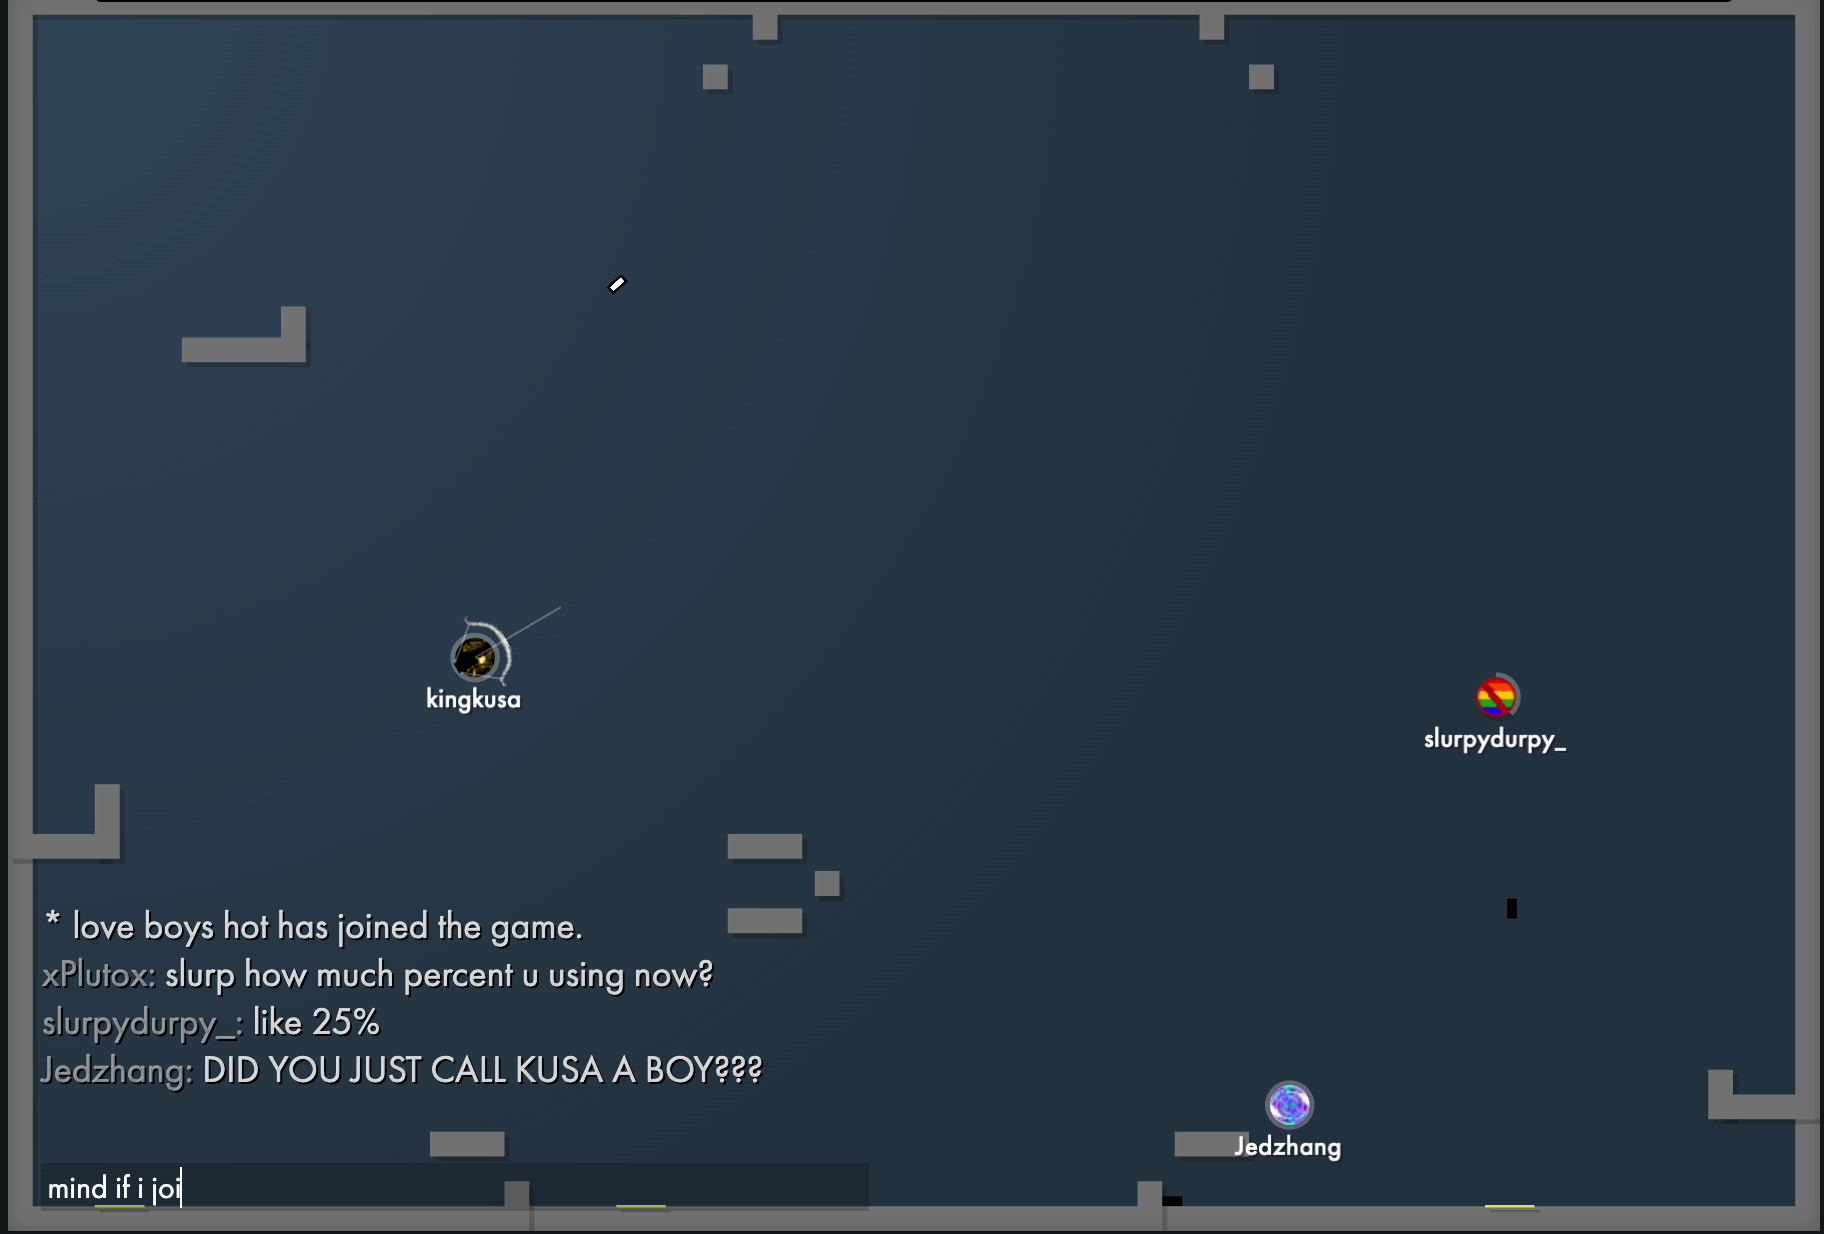 kingkusa
slurpydurpy_
* love boys hot has joined the game.
xPlutox: slurp how much percent u using now?
slurpydurpy_: like 25%
Jedzhang: DID YOU JUST CALL KUSA A BOY???
Jedzhang
mind if i joi